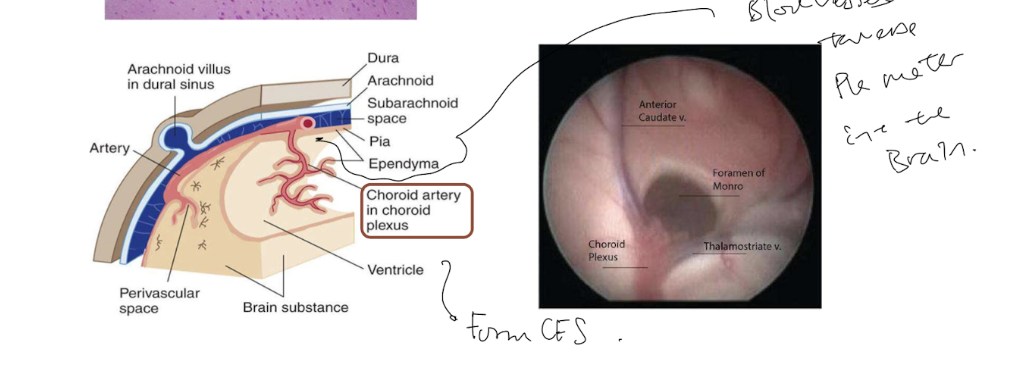 Blood vessels
traverse
Pia mater
into the
Brain.
Dura
Arachnoid villus
in dural sinus
Arachnoid
Subarachnoid
space
Artery
Pia
Ependyma
Choroid artery
in choroid
plexus
Ventricle
Perivascular
space
Brain substance
Form CFS .
Anterior
Caudate v.
Foramen of
Monro
Choroid
Plexus
Thalamostriate v.